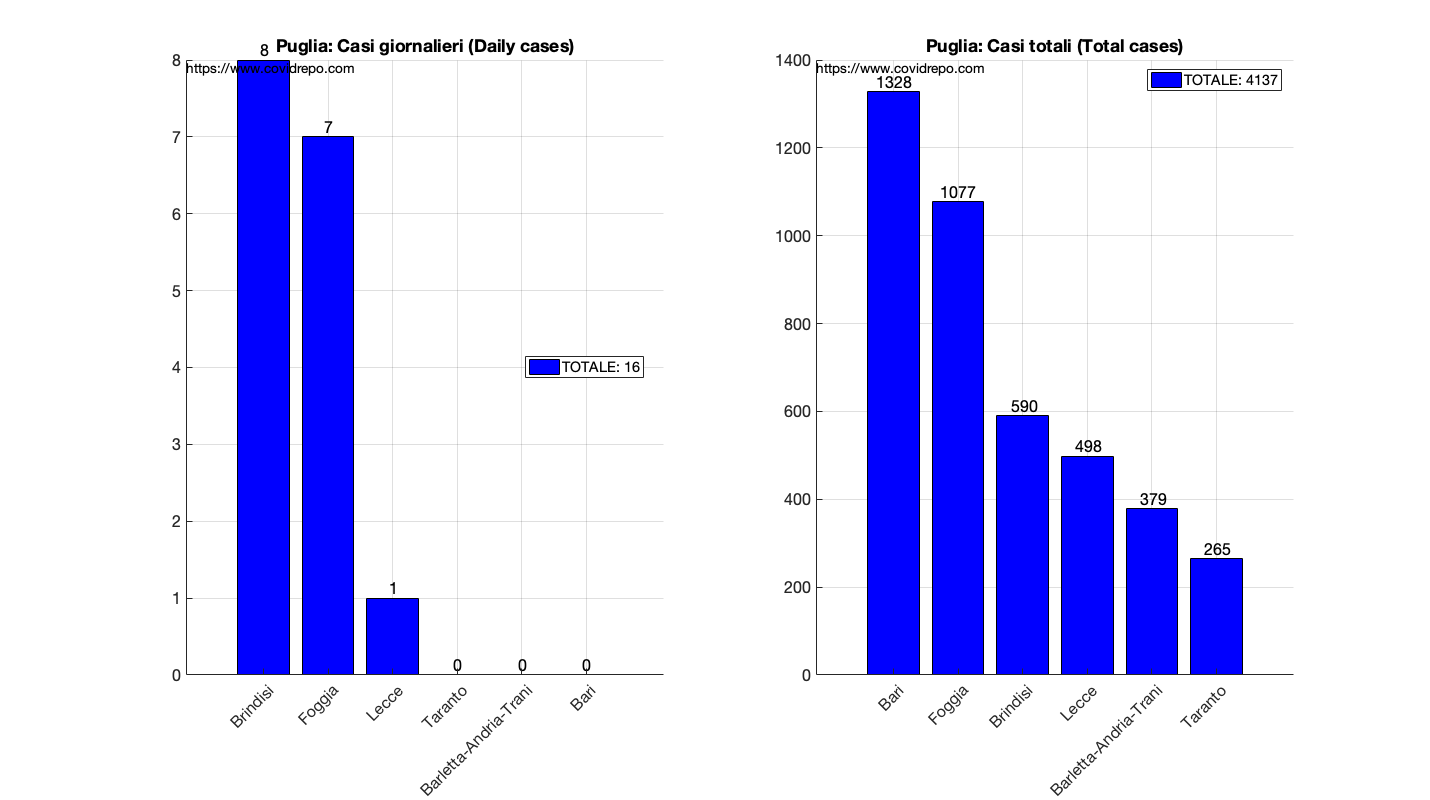 Puglia: Casi giornalieri (Daily cases)
https://www.covidrepo.com
8
7
6
5
4
3
2
1
0
8
7
1
0
0
0
TOTALE: 16
Brindisi
Foggia
Lecce
Taranto
Barletta-Andria-Trani
Bari
Puglia: Casi totali (Total cases)
https://www.covidrepo.com
TOTALE: 4137
1400
1200
1000
800
600
400
200
0
1328
1077
590
498
379
265
Bari
Foggia
Brindisi
Lecce
Barletta-Andria-Trani
Taranto